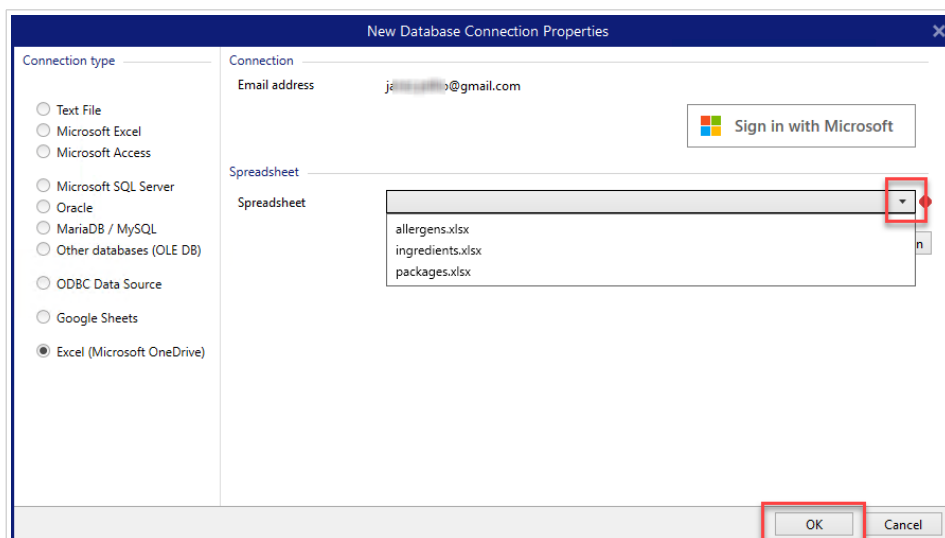 New Database Connection Properties
Connection type
Text File
Microsoft Excel
Microsoft Access
Microsoft SQL Server
Oracle
MariaDB / MySQL
Other databases (OLE DB)
ODBC Data Source
Google Sheets
Excel (Microsoft OneDrive)
Connection
Email address
@gmail.com
Sign in with Microsoft
Spreadsheet
Spreadsheet
allergens.xlsx
ingredients.xlsx
packages.xlsx
OK
Cancel